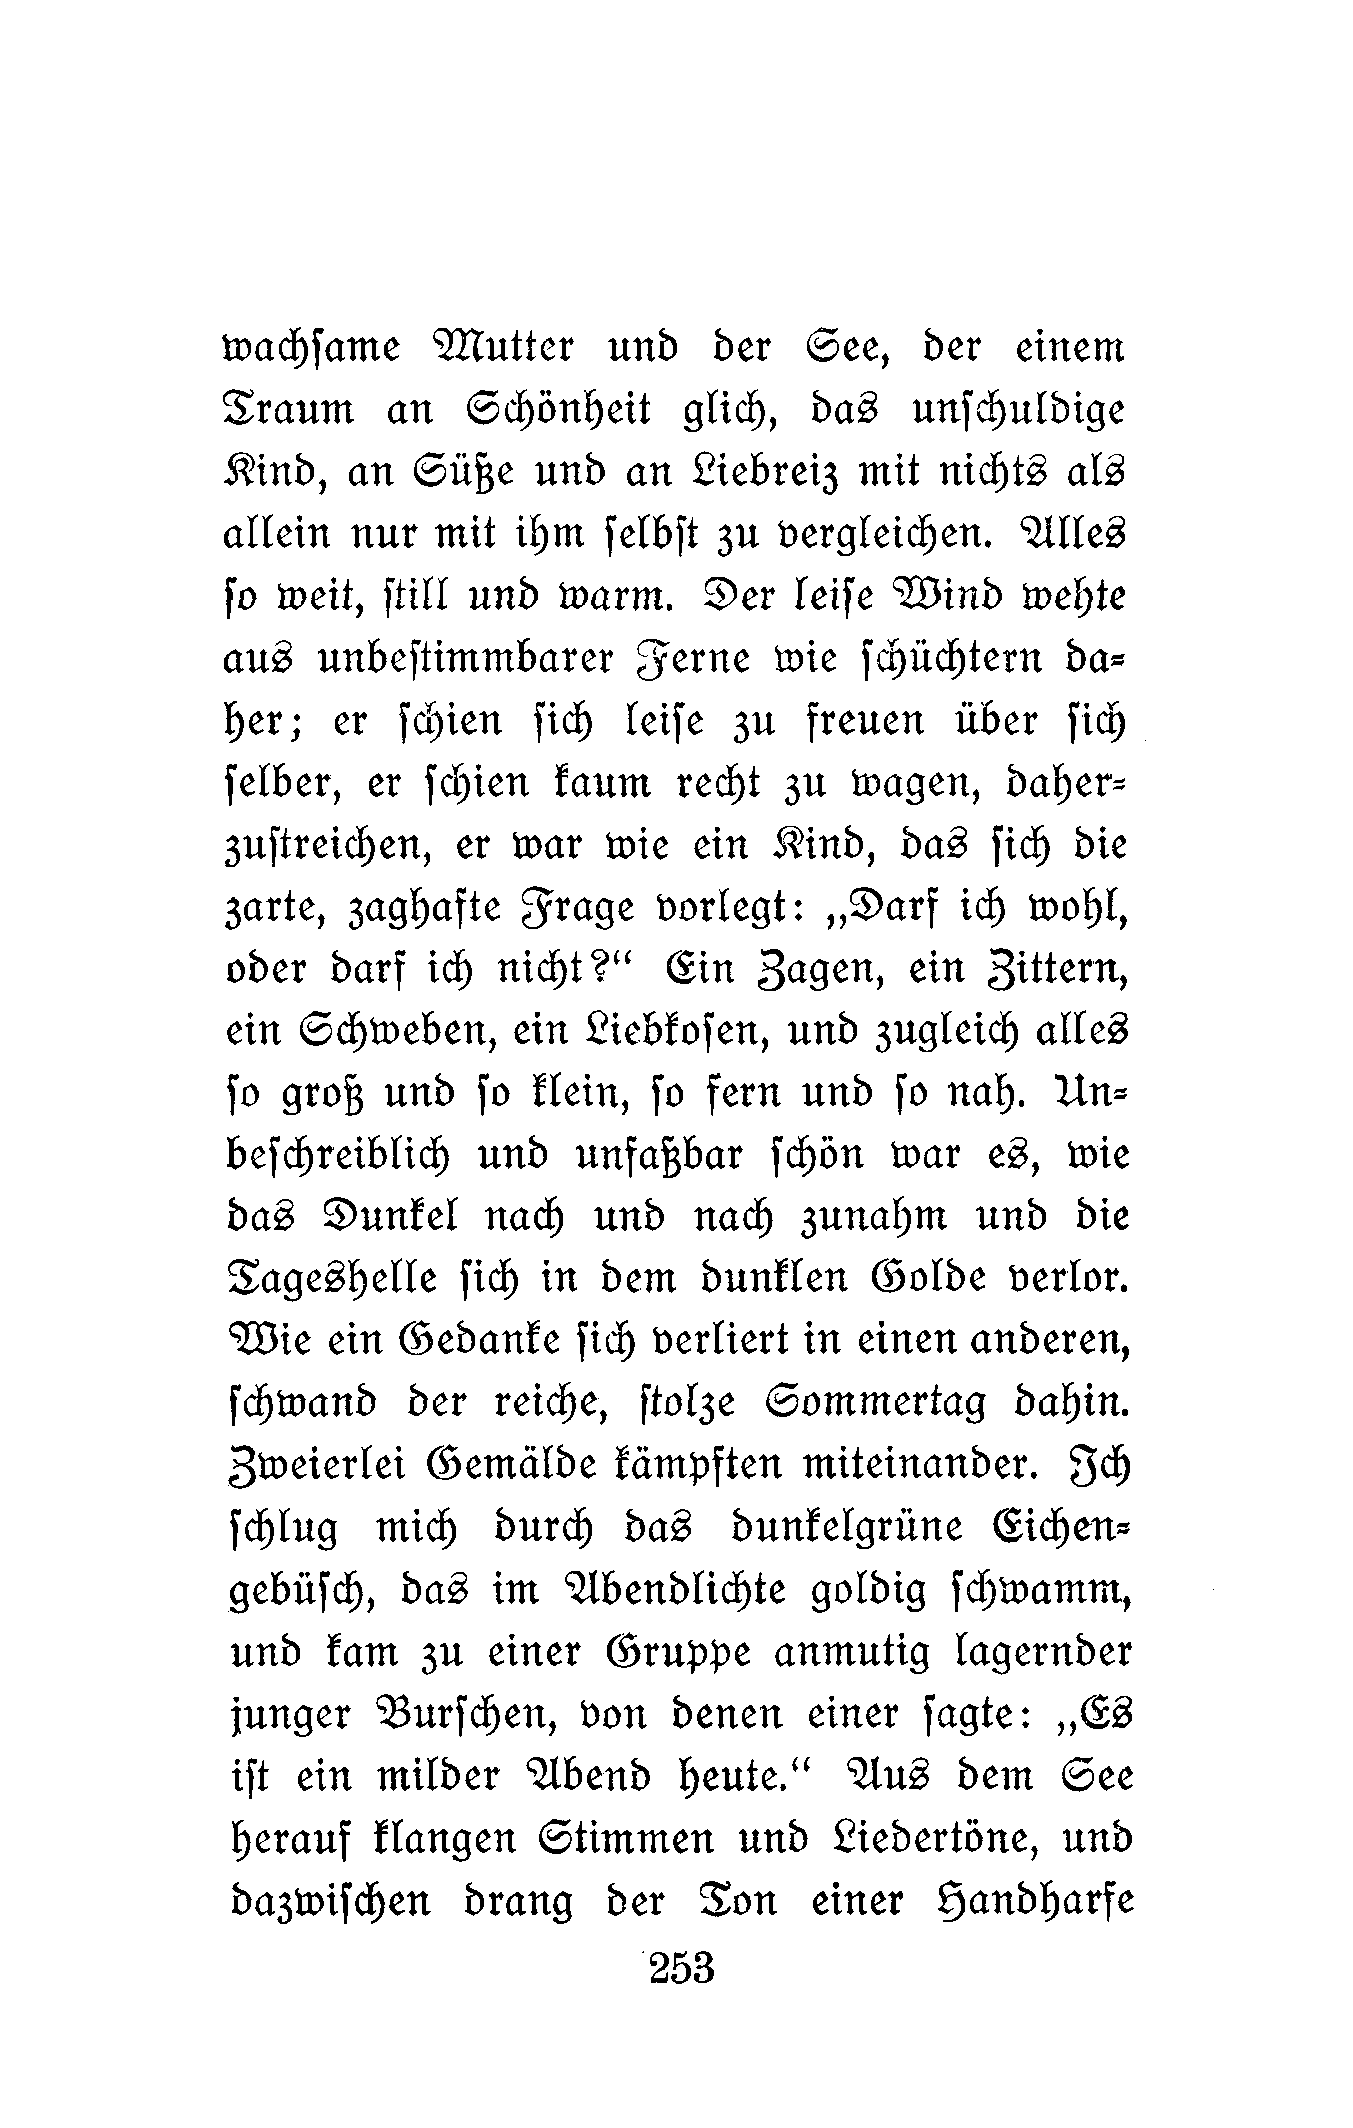 wachſame Mutter und der See, der einem
Traum an Schönheit glich, das unſchuldige
Kind, an Süße und an Liebreiz mit nichts als
allein nur mit ihm ſelbſt zu vergleichen. Alles
ſo weit, ſtill und warm. Der leiſe Wind wehte
aus unbeſtimmbarer Ferne wie ſchüchtern da⸗
her; er ſchien ſich leiſe zu freuen über ſich
ſelber, er ſchien kaum recht zu wagen, daher⸗
zuſtreichen, er war wie ein Kind, das ſich die
zarte, zaghafte Frage vorlegt: „Darf ich wohl,
oder darf ich nicht?“ Ein Zagen, ein Zittern,
ein Schweben, ein Liebkoſen, und zugleich alles
ſo groß und ſo klein, ſo fern und ſo nah. Un⸗
beſchreiblich und unfaßbar ſchön war es, wie
das Dunkel nach und nach zunahm und die
Tageshelle ſich in dem dunklen Golde verlor.
Wie ein Gedanke ſich verliert in einen anderen,
ſchwand der reiche, ſtolze Sommertag dahin.
Zweierlei Gemälde kämpften miteinander. Ich
ſchlug mich durch das dunkelgrüne Eichen⸗
gebüſch, das im Abendlichte goldig ſchwamm,
und kam zu einer Gruppe anmutig lagernder
junger Burſchen, von denen einer ſagte: „Es
iſt ein milder Abend heute.“ Aus dem See
herauf klangen Stimmen und Liedertöne, und
dazwiſchen drang der Ton einer Handharfe
253